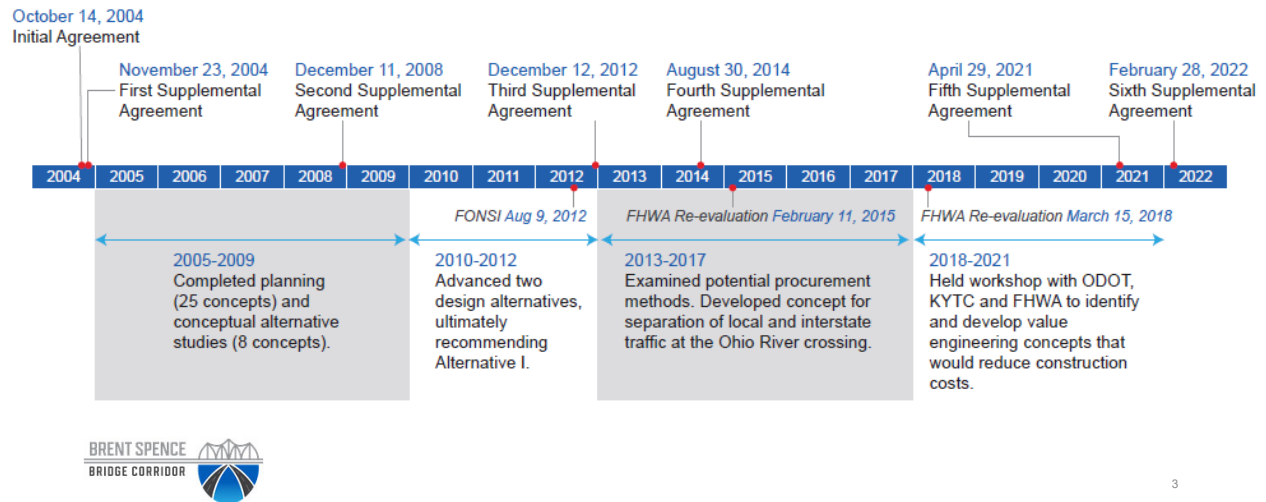 October 14, 2004
Initial Agreement
November 23, 2004
First Supplemental
Agreement
December 11, 2008
Second Supplemental
Agreement
December 12, 2012
Third Supplemental
Agreement
August 30, 2014
Fourth Supplemental
Agreement
April 29, 2021
Fifth Supplemental
Agreement
February 28, 2022
Sixth Supplemental
Agreement
2004 2005 2006 2007 2008 2009 2010 2011 2012 2013 2014 2015 2016 2017 2018 2019 2020 2021 2022
FONSI Aug 9, 2012
FHWA Re-evaluation February 11, 2015
FHWA Re-evaluation March 15, 2018
2005-2009
Completed planning
(25 concepts) and
conceptual alternative
studies (8 concepts).
2010-2012
Advanced two
design alternatives,
ultimately
recommending
Alternative I.
2013-2017
Examined potential procurement
methods. Developed concept for
separation of local and interstate
traffic at the Ohio River crossing.
2018-2021
Held workshop with ODOT,
KYTC and FHWA to identify
and develop value
engineering concepts that
would reduce construction
costs.
BRENT SPENCE
BRIDGE CORRIDOR
3